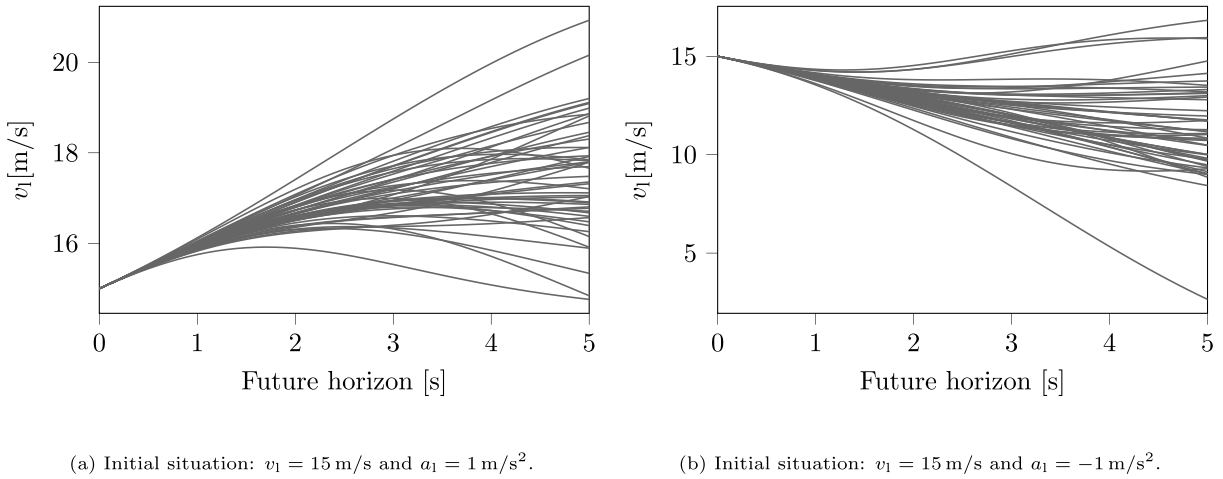 20
18
16
v_l[m/s]
0 1 2 3 4 5
Future horizon [s]
(a) Initial situation: v_l = 15 m/s and a_l = 1 m/s².
15
10
5
v_l[m/s]
0 1 2 3 4 5
Future horizon [s]
(b) Initial situation: v_l = 15 m/s and a_l = −1 m/s².